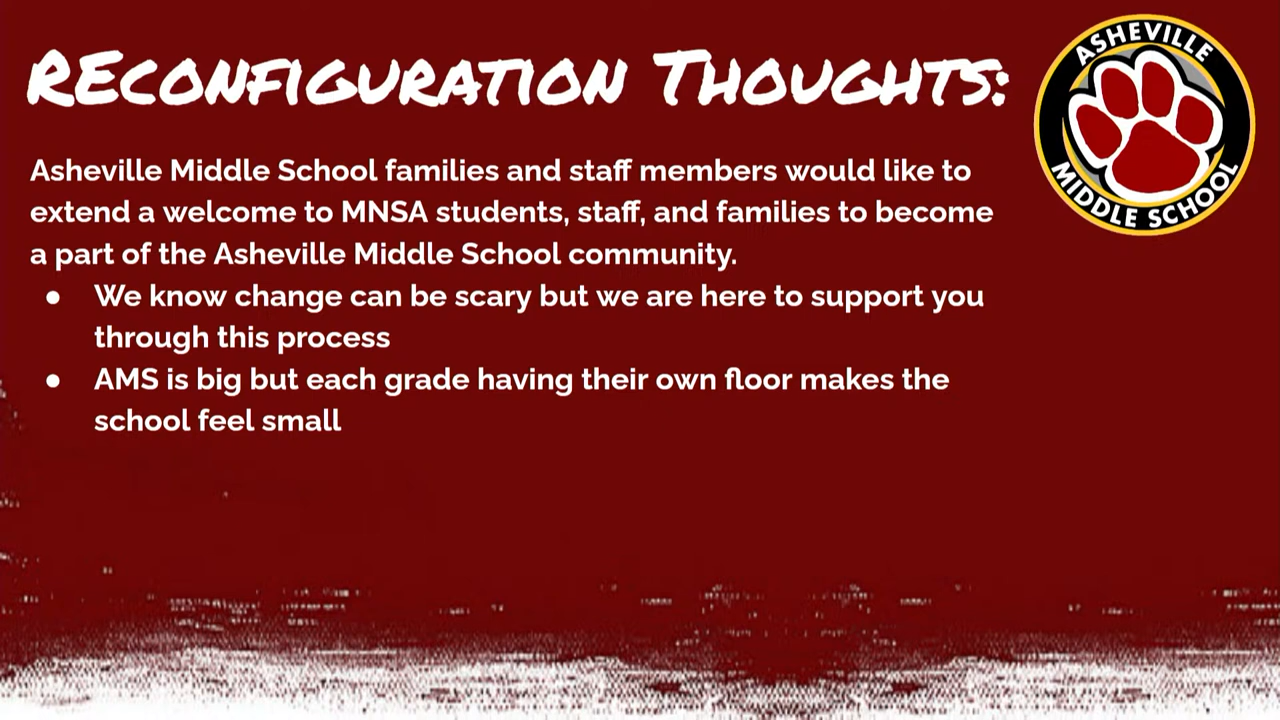 REconfiguration Thoughts:
ASHEVILLE
MIDDLE SCHOOL
Asheville Middle School families and staff members would like to
extend a welcome to MNSA students, staff, and families to become
a part of the Asheville Middle School community.
● We know change can be scary but we are here to support you
through this process
● AMS is big but each grade having their own floor makes the
school feel small